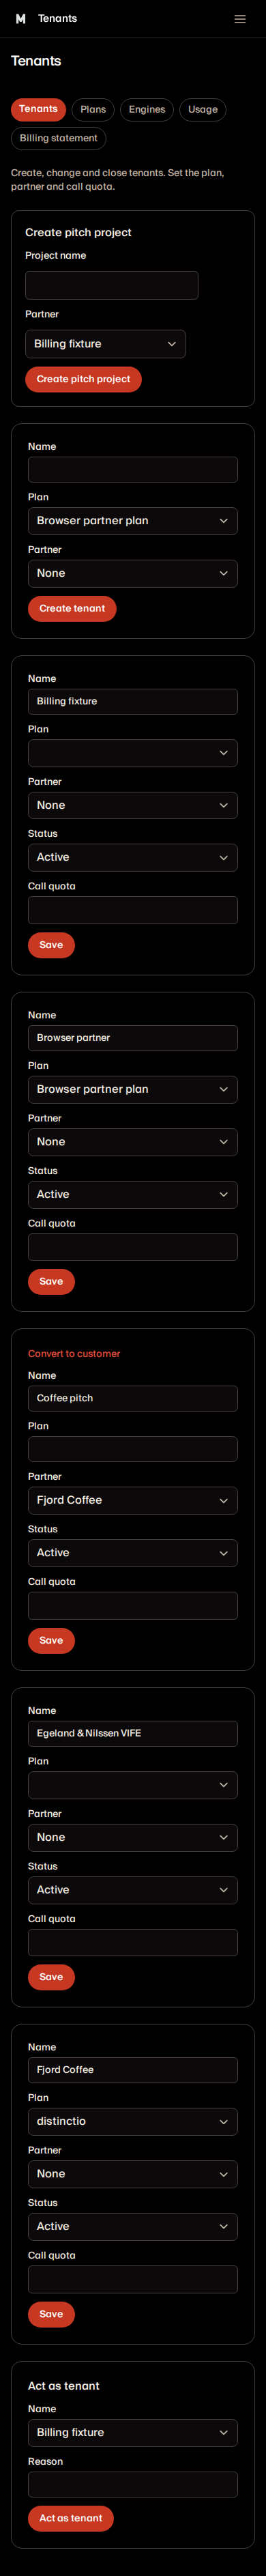 M Tenants
Tenants
Tenants Plans Engines Usage
Billing statement
Create, change and close tenants. Set the plan,
partner and call quota.
Create pitch project
Project name
Partner
Billing fixture
Create pitch project
Name
Plan
Browser partner plan
Partner
None
Create tenant
Name
Billing fixture
Plan
Partner
None
Status
Active
Call quota
Save
Name
Browser partner
Plan
Browser partner plan
Partner
None
Status
Active
Call quota
Save
Convert to customer
Name
Coffee pitch
Plan
Partner
Fjord Coffee
Status
Active
Call quota
Save
Name
Egeland & Nilssen VIFE
Plan
Partner
None
Status
Active
Call quota
Save
Name
Fjord Coffee
Plan
distinctio
Partner
None
Status
Active
Call quota
Save
Act as tenant
Name
Billing fixture
Reason
Act as tenant